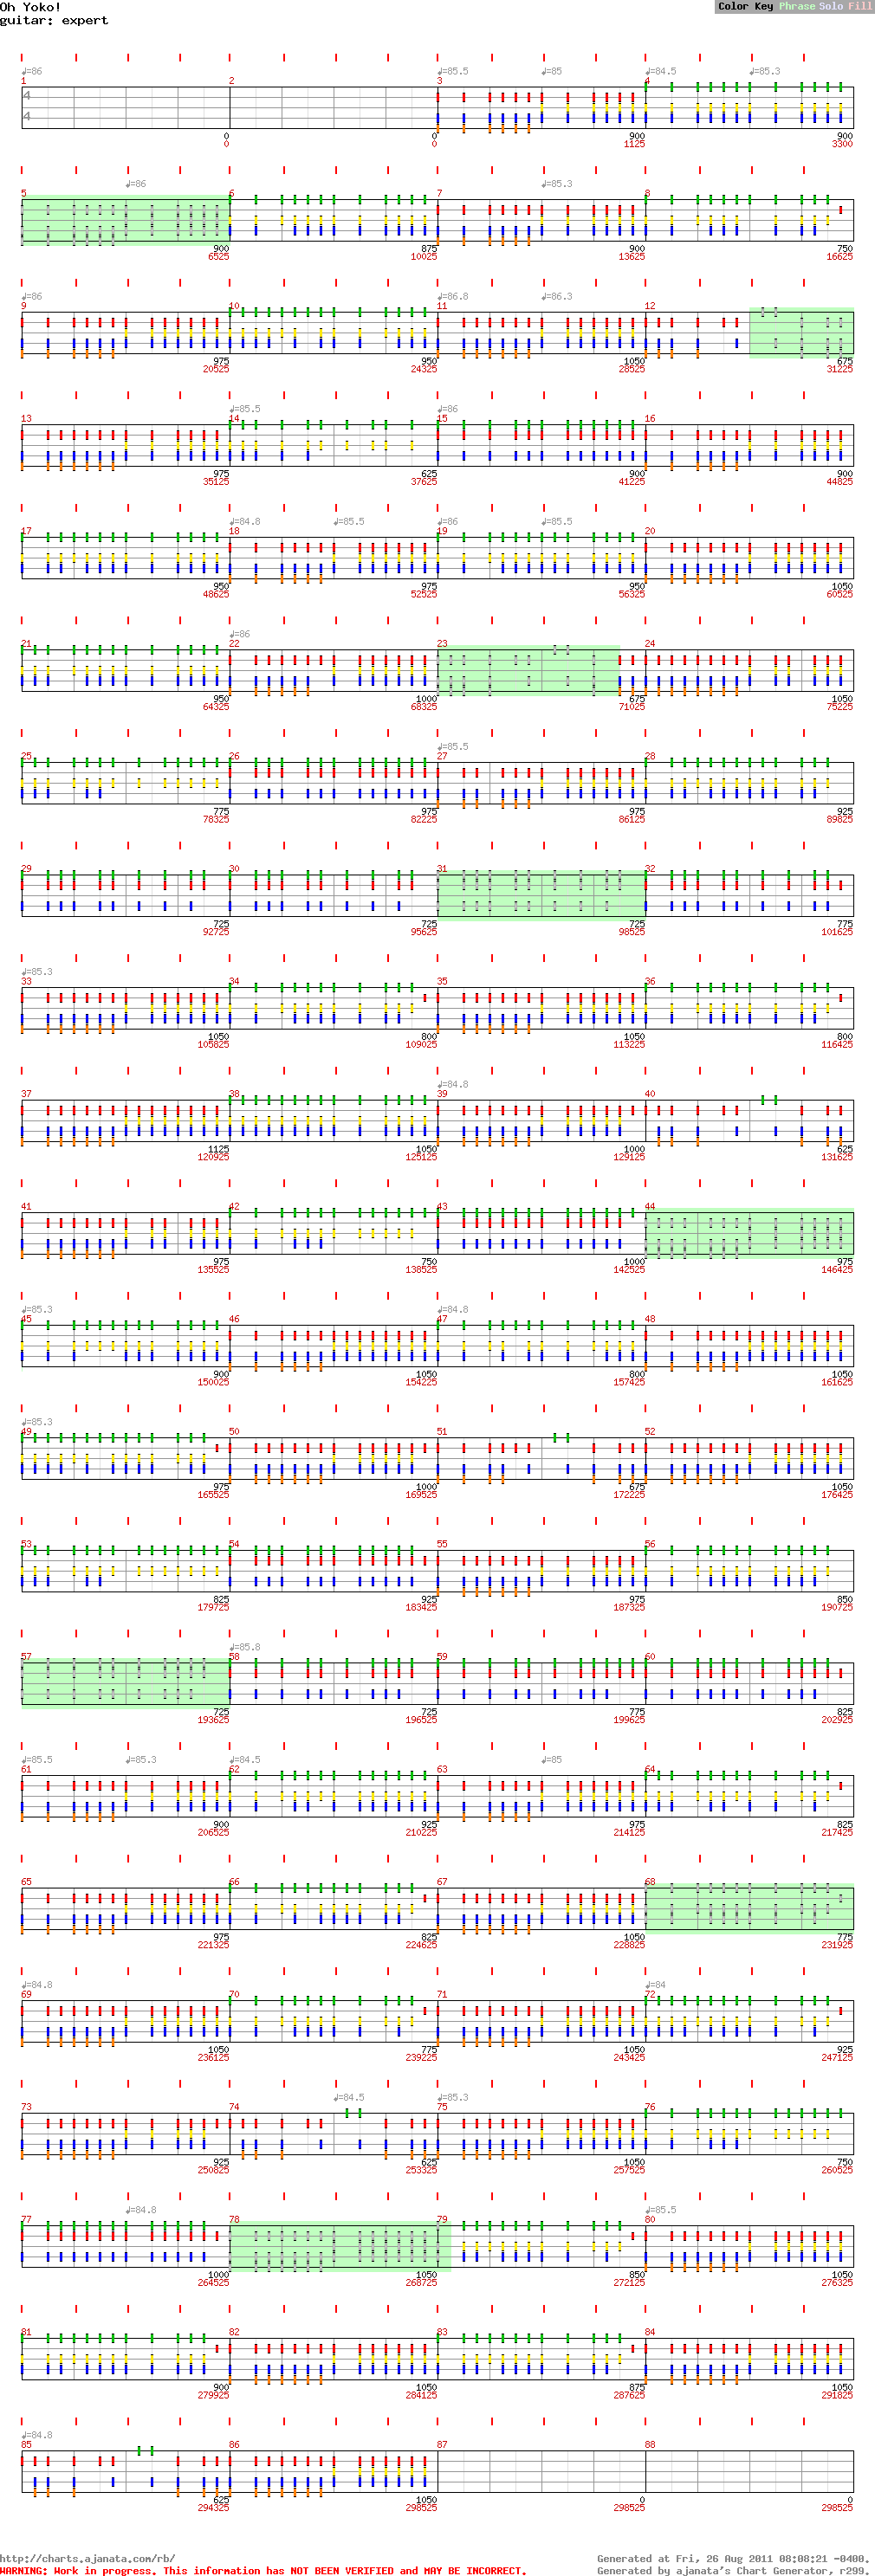 Oh Yoko!
guitar: expert
Color Key Phrase Solo Fill
♩=86 ♩=85.5 ♩=85 ♩=84.5 ♩=85.3
1 2 3 4
4
4
0 0 900 900
0 0 1125 3300
♩=86 ♩=85.3
5 6 7 8
900 875 900 750
6525 10025 13625 16625
♩=86 ♩=86.8 ♩=86.3
9 10 11 12
975 950 1050 675
20525 24325 28525 31225
♩=85.5 ♩=86
13 14 15 16
975 625 900 900
35125 37625 41225 44825
♩=84.8 ♩=85.5 ♩=86 ♩=85.5
17 18 19 20
950 975 950 1050
48625 52525 56325 60525
♩=86
21 22 23 24
950 1000 675 1050
64325 68325 71025 75225
♩=85.5
25 26 27 28
775 975 975 925
78325 82225 86125 89825
29 30 31 32
725 725 725 775
92725 95625 98525 101625
♩=85.3
33 34 35 36
1050 800 1050 800
105825 109025 113225 116425
♩=84.8
37 38 39 40
1125 1050 1000 625
120925 125125 129125 131625
41 42 43 44
975 750 1000 975
135525 138525 142525 146425
♩=85.3 ♩=84.8
45 46 47 48
900 1050 800 1050
150025 154225 157425 161625
♩=85.3
49 50 51 52
975 1000 675 1050
165525 169525 172225 176425
53 54 55 56
825 925 975 850
179725 183425 187325 190725
♩=85.8
57 58 59 60
725 725 775 825
193625 196525 199625 202925
♩=85.5 ♩=85.3 ♩=84.5 ♩=85
61 62 63 64
900 925 975 825
206525 210225 214125 217425
65 66 67 68
975 825 1050 775
221325 224625 228825 231925
♩=84.8 ♩=84
69 70 71 72
1050 775 1050 925
236125 239225 243425 247125
♩=84.5 ♩=85.3
73 74 75 76
925 625 1050 750
250825 253325 257525 260525
♩=84.8 ♩=85.5
77 78 79 80
1000 1050 850 1050
264525 268725 272125 276325
81 82 83 84
900 1050 875 1050
279925 284125 287625 291825
♩=84.8
85 86 87 88
625 1050 0 0
294325 298525 298525 298525
http://charts.ajanata.com/rb/ Generated at Fri, 26 Aug 2011 08:08:21 -0400.
WARNING: Work in progress. This information has NOT BEEN VERIFIED and MAY BE INCORRECT. Generated by ajanata's Chart Generator, r299.